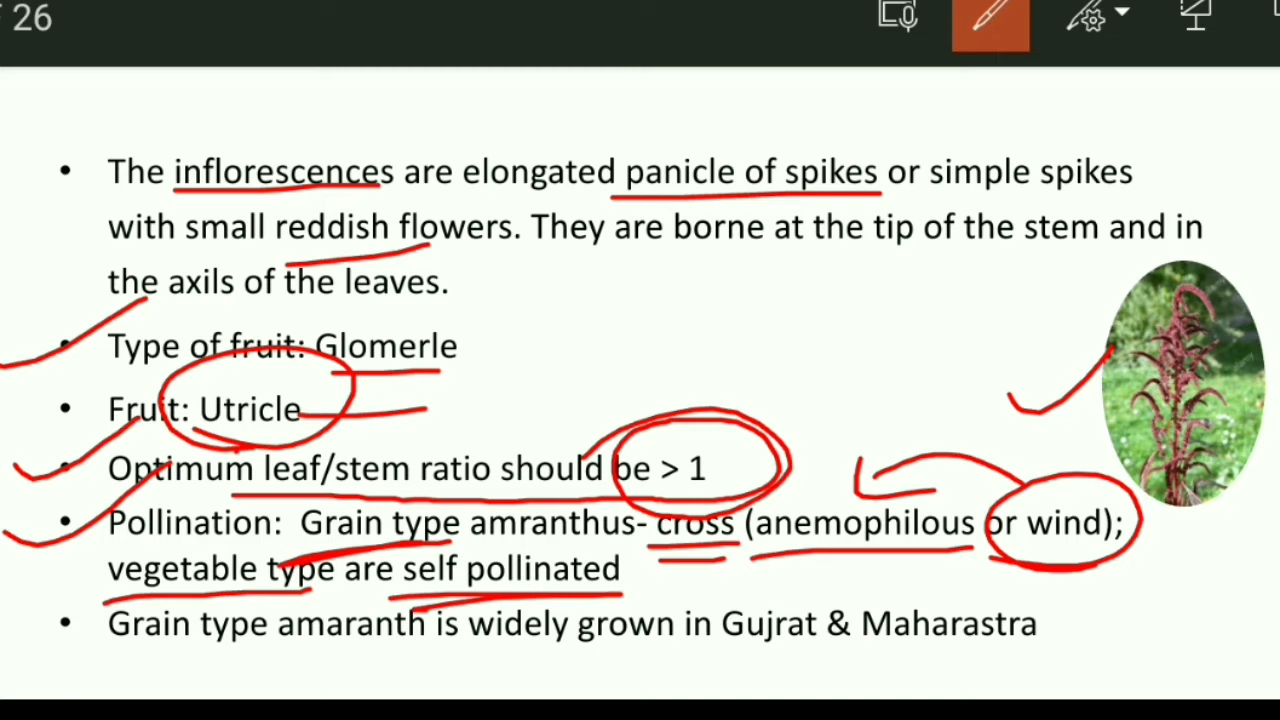 26
• The inflorescences are elongated panicle of spikes or simple spikes
with small reddish flowers. They are borne at the tip of the stem and in
the axils of the leaves.
• Type of fruit: Glomerle
• Fruit: Utricle
• Optimum leaf/stem ratio should be > 1
• Pollination: Grain type amranthus- cross (anemophilous or wind);
vegetable type are self pollinated
• Grain type amaranth is widely grown in Gujrat & Maharastra